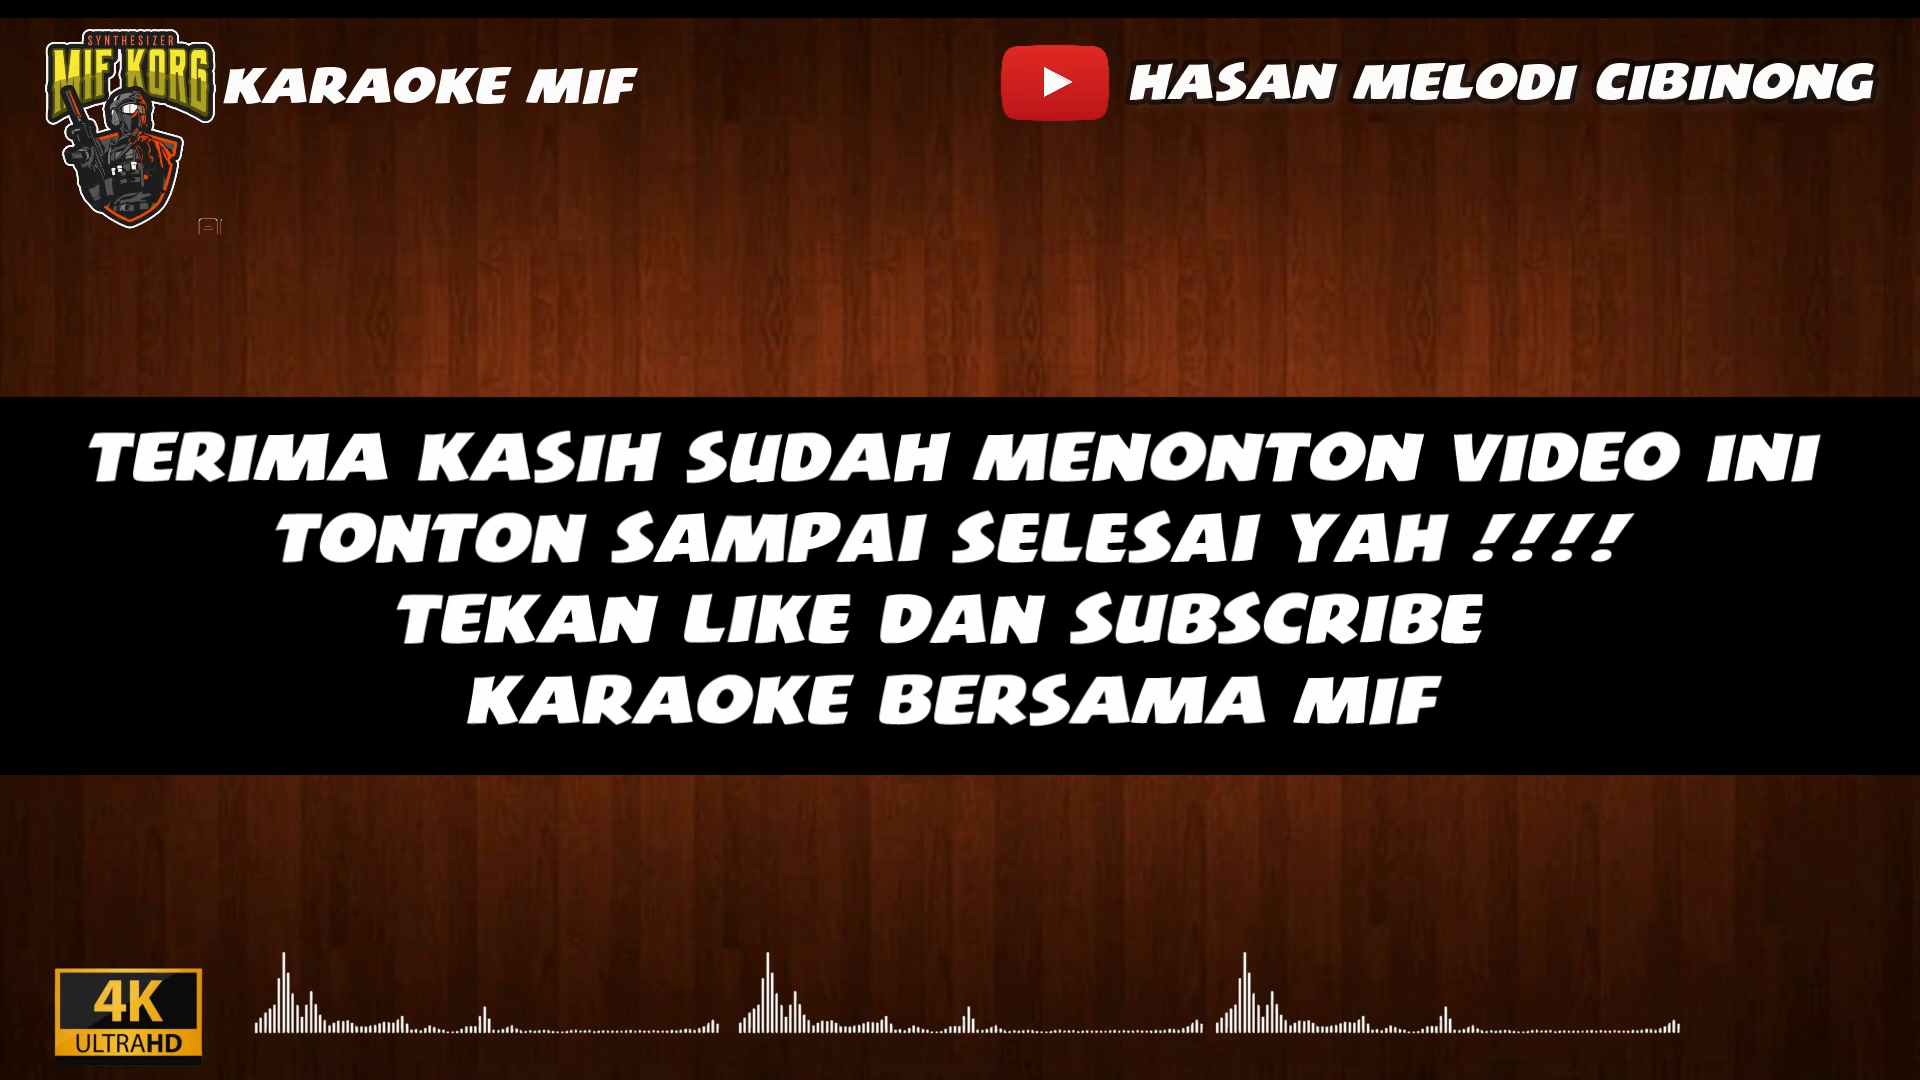 SYNTHESIZER
MIF KORG
KARAOKE MIF
HASAN MELODI CIBINONG
TERIMA KASIH SUDAH MENONTON VIDEO INI
TONTON SAMPAI SELESAI YAH !!!!
TEKAN LIKE DAN SUBSCRIBE
KARAOKE BERSAMA MIF
4K
ULTRAHD